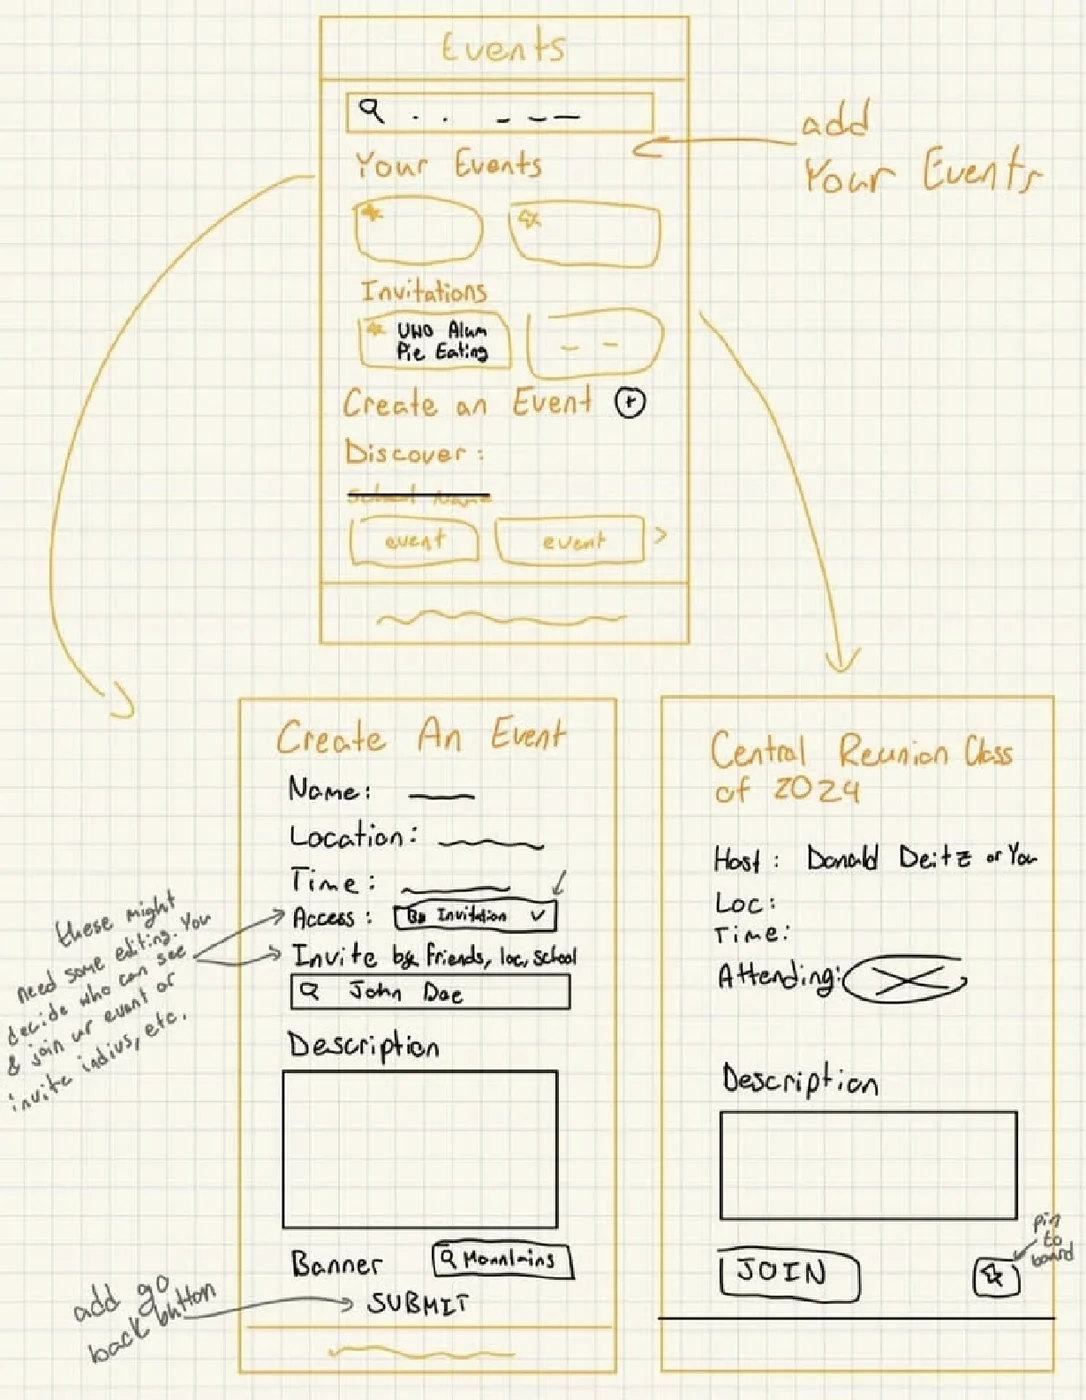 Events
add
Your Events
Your Events
Invitations
UNO Alum
Pie Eating
Create an Event +
Discover :
School Name
event
event >
Create An Event
Name:
Location:
Time:
Access: By Invitation
Invite by friends, loc, school
John Doe
Description
Banner Mountains
SUBMIT
these might
need some editing. You
decide who can see
& join ur event or
invite indivs, etc.
add go
back button
Central Reunion Class
of 2024
Host: Donald Deitz or You
Loc:
Time:
Attending:
Description
JOIN
pin
to
board